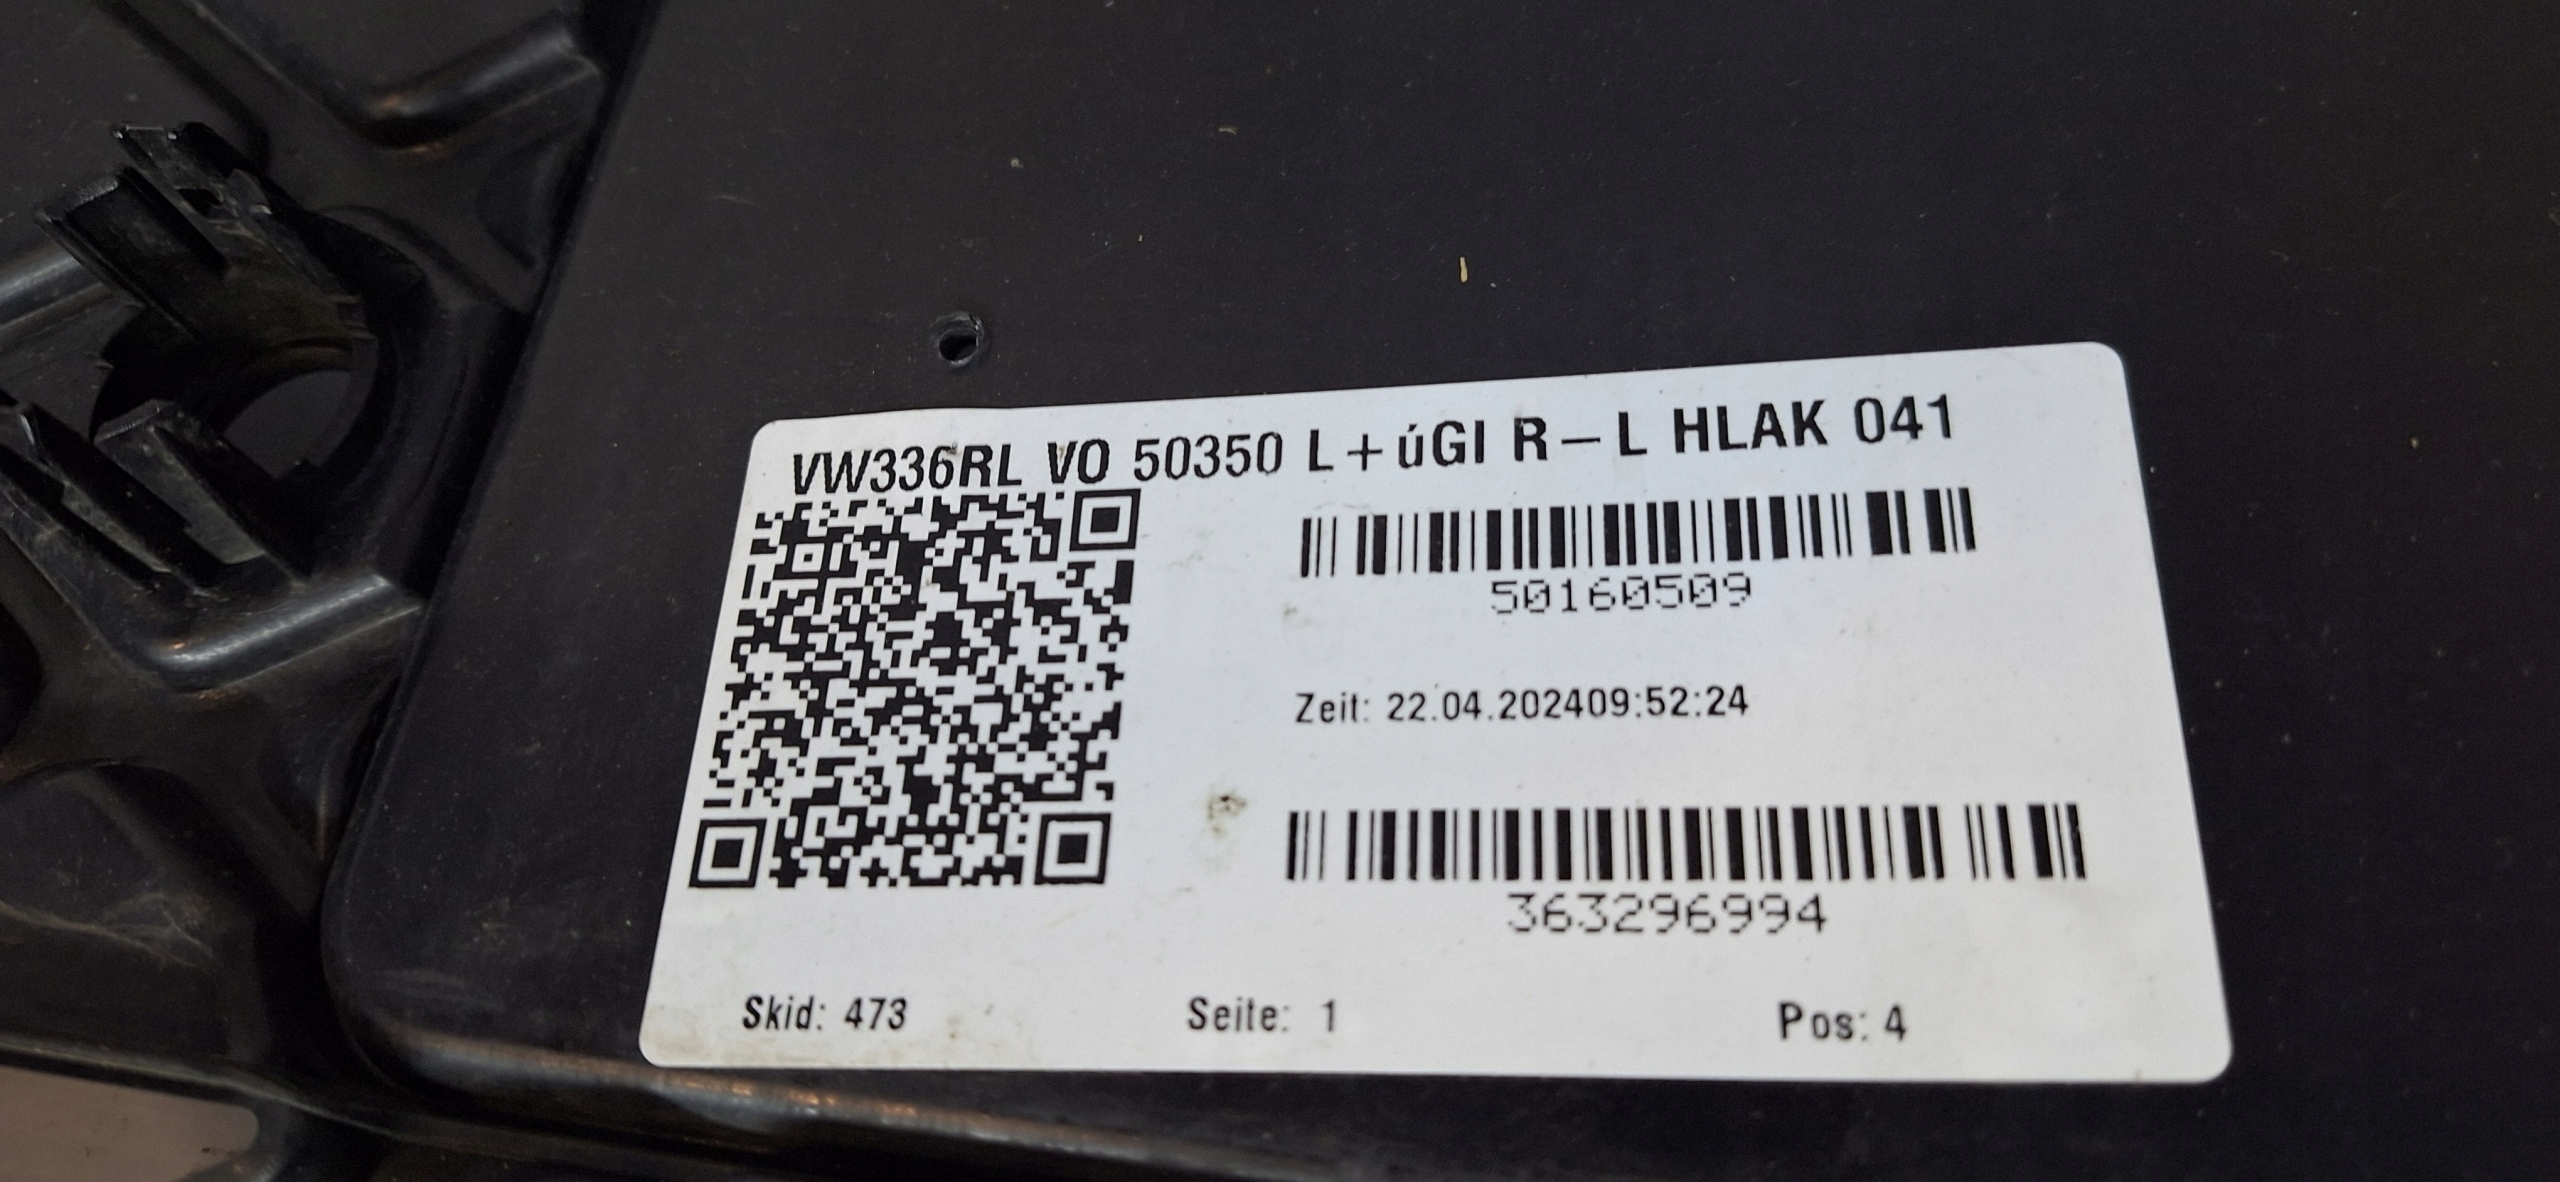 VW336RL VO 50350 L+úGI R–L HLAK 041
50160509
Zeit: 22.04.202409:52:24
363296994
Skid: 473 Seite: 1 Pos: 4